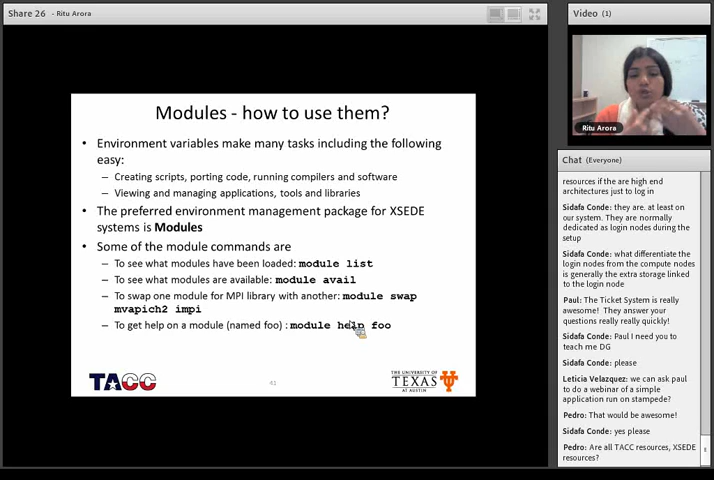 Share 26 - Ritu Arora
Modules - how to use them?
• Environment variables make many tasks including the following
easy:
– Creating scripts, porting code, running compilers and software
– Viewing and managing applications, tools and libraries
• The preferred environment management package for XSEDE
systems is Modules
• Some of the module commands are
– To see what modules have been loaded: module list
– To see what modules are available: module avail
– To swap one module for MPI library with another: module swap
mvapich2 impi
– To get help on a module (named foo) : module help foo
TACC
41
THE UNIVERSITY OF
TEXAS
AT AUSTIN
Video (1)
Ritu Arora
Chat (Everyone)
resources if the are high end
architectures just to log in
Sidafa Conde: they are. at least on
our system. They are normally
dedicated as login nodes during the
setup
Sidafa Conde: what differentiate the
login nodes from the compute nodes
is generally the extra storage linked
to the login node
Paul: The Ticket System is really
awesome! They answer your
questions really really quickly!
Sidafa Conde: Paul I need you to
teach me DG
Sidafa Conde: please
Leticia Velazquez: we can ask paul
to do a webinar of a simple
application run on stampede?
Pedro: That would be awesome!
Sidafa Conde: yes please
Pedro: Are all TACC resources, XSEDE
resources?